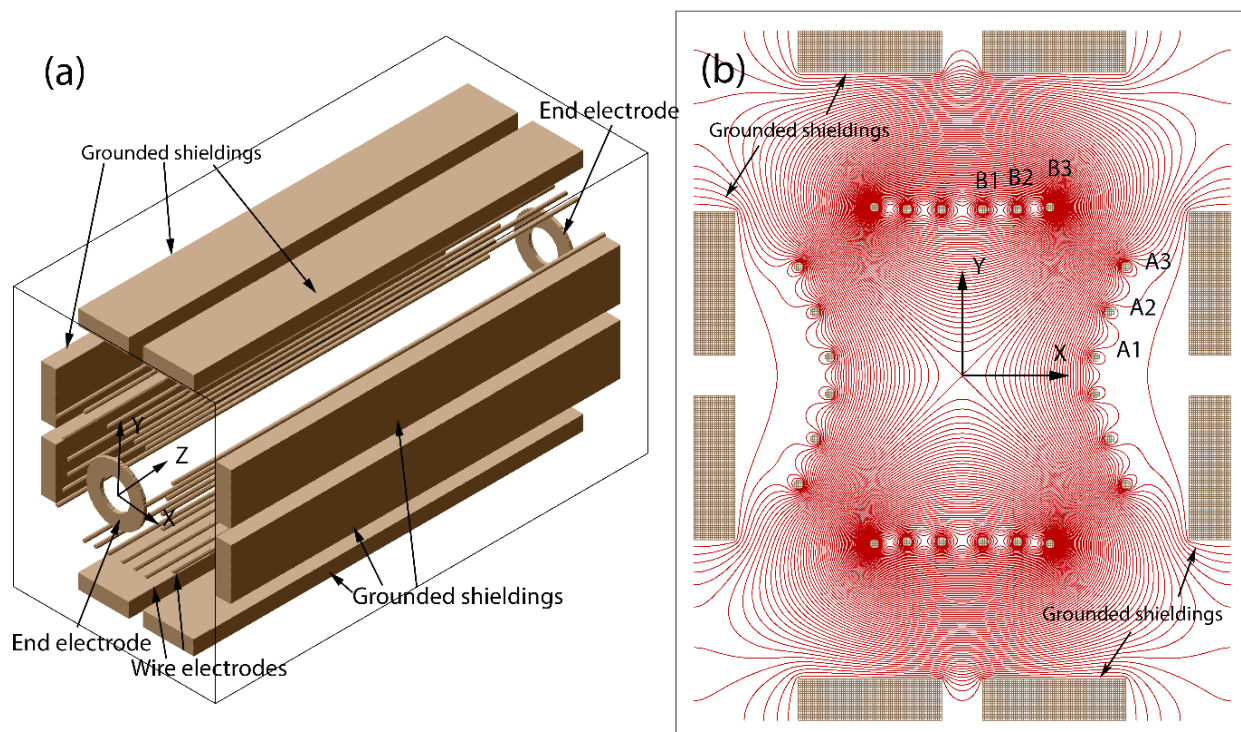 (a)
End electrode
Grounded shieldings
Y
Z
X
Grounded shieldings
End electrode
Wire electrodes
(b)
Grounded shieldings
B1
B2
B3
Y
A3
A2
X
A1
Grounded shieldings